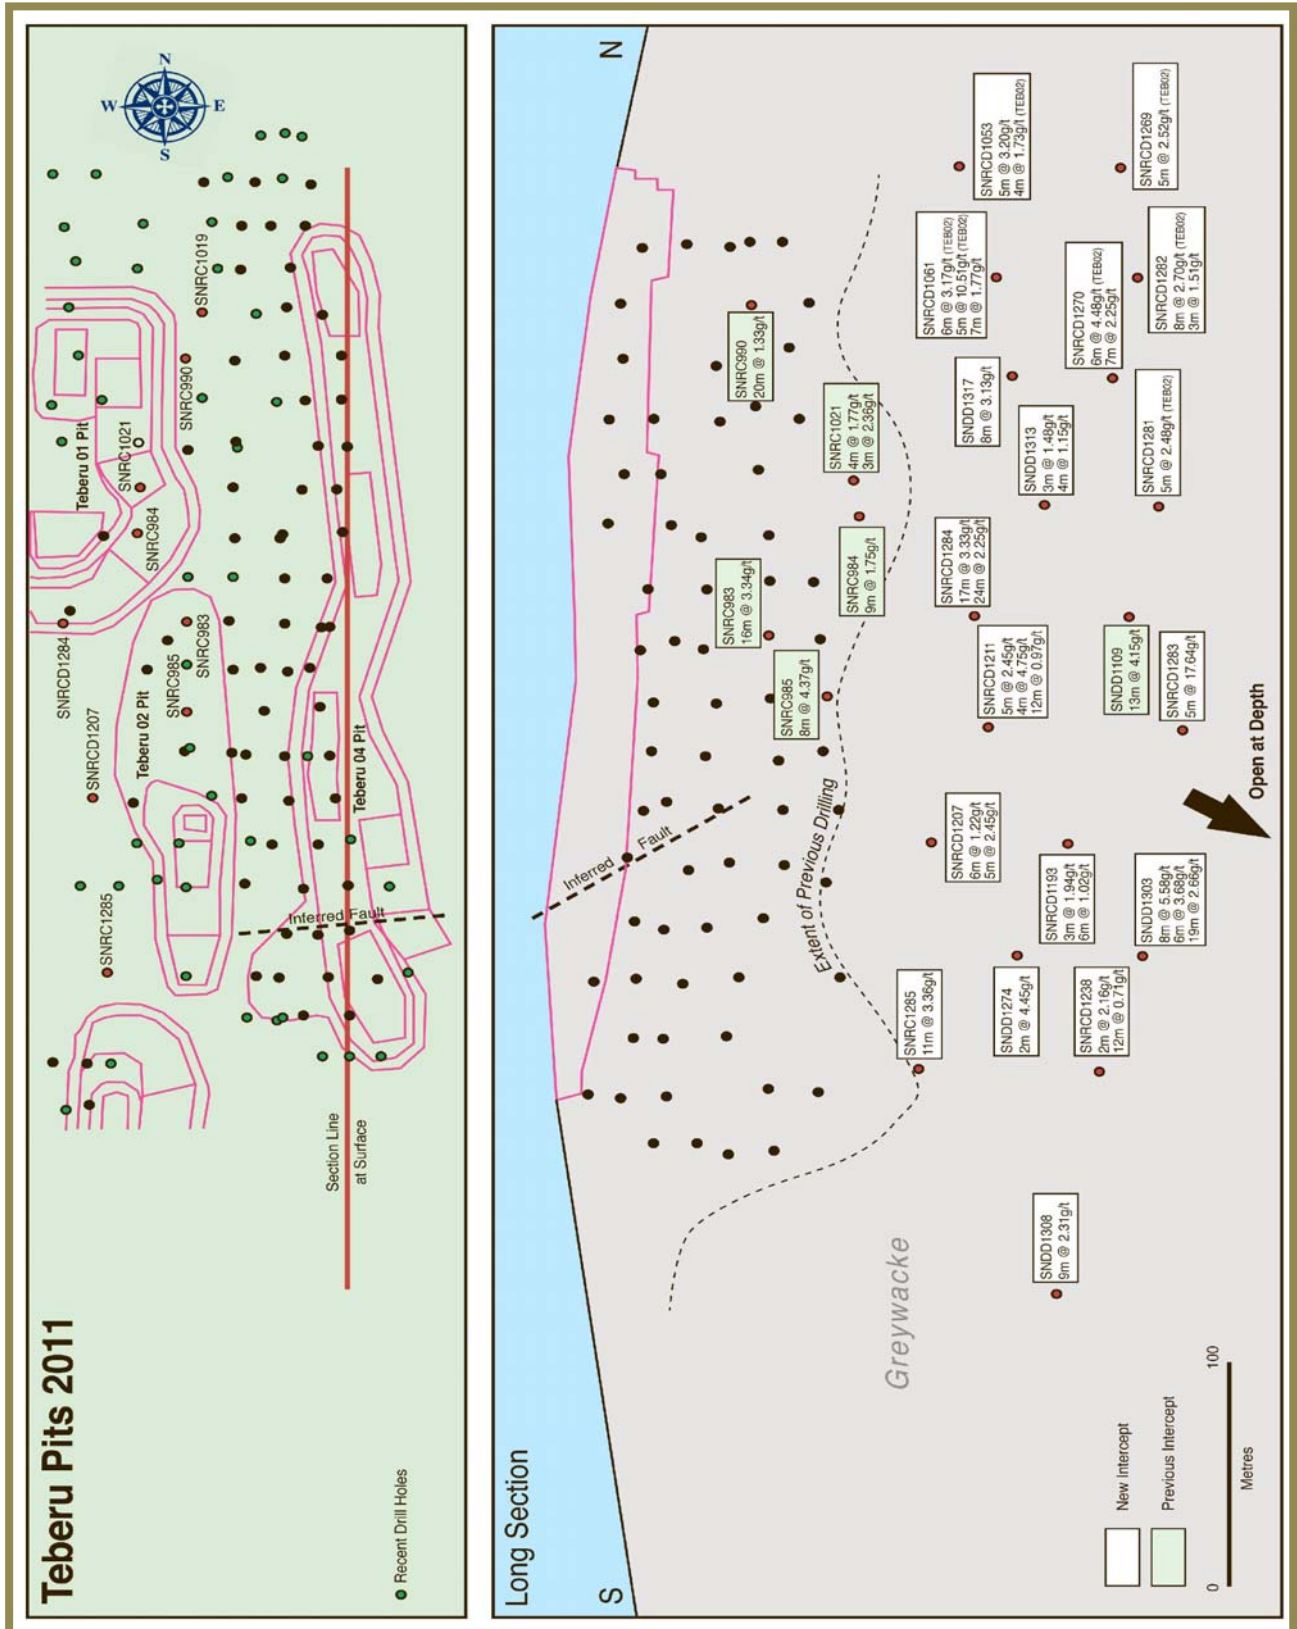 Teberu Pits 2011
N
W
E
S
Recent Drill Holes
SNRC1285
SNRCD1207
SNRCD1284
Teberu 02 Pit
SNRC985
SNRC983
SNRC984
SNRC1021
Teberu 01 Pit
SNRC990
SNRC1019
Inferred Fault
Teberu 04 Pit
Section Line
at Surface
Long Section
S
N
Inferred Fault
Extent of Previous Drilling
Greywacke
SNRC990
20m @ 1.33g/t
SNRC983
16m @ 3.34g/t
SNRC985
8m @ 4.37g/t
SNRC1021
4m @ 1.77g/t
3m @ 2.36g/t
SNRC984
9m @ 1.75g/t
SNRC1285
11m @ 3.36g/t
SNRCD1207
6m @ 1.22g/t
5m @ 2.45g/t
SNRCD1284
17m @ 3.33g/t
24m @ 2.25g/t
SNRCD1211
5m @ 2.45g/t
4m @ 4.75g/t
12m @ 0.97g/t
SNDD1317
8m @ 3.13g/t
SNRCD1061
6m @ 3.17g/t (TEB02)
5m @ 10.51g/t (TEB02)
7m @ 1.77g/t
SNRCD1053
5m @ 3.20g/t
4m @ 1.73g/t (TEB02)
SNDD1313
3m @ 1.48g/t
4m @ 1.15g/t
SNDD1274
2m @ 4.45g/t
SNDD1308
9m @ 2.31g/t
SNRCD1193
3m @ 1.94g/t
6m @ 1.02g/t
SNRCD1238
2m @ 2.16g/t
12m @ 0.71g/t
SNDD1303
8m @ 5.58g/t
6m @ 3.68g/t
19m @ 2.66g/t
SNDD1109
13m @ 4.15g/t
SNRCD1283
5m @ 17.64g/t
SNRCD1281
5m @ 2.48g/t (TEB02)
SNRCD1270
6m @ 4.48g/t (TEB02)
7m @ 2.25g/t
SNRCD1282
8m @ 2.70g/t (TEB02)
3m @ 1.51g/t
SNRCD1269
5m @ 2.52g/t (TEB02)
Open at Depth
New Intercept
Previous Intercept
0
100
Metres